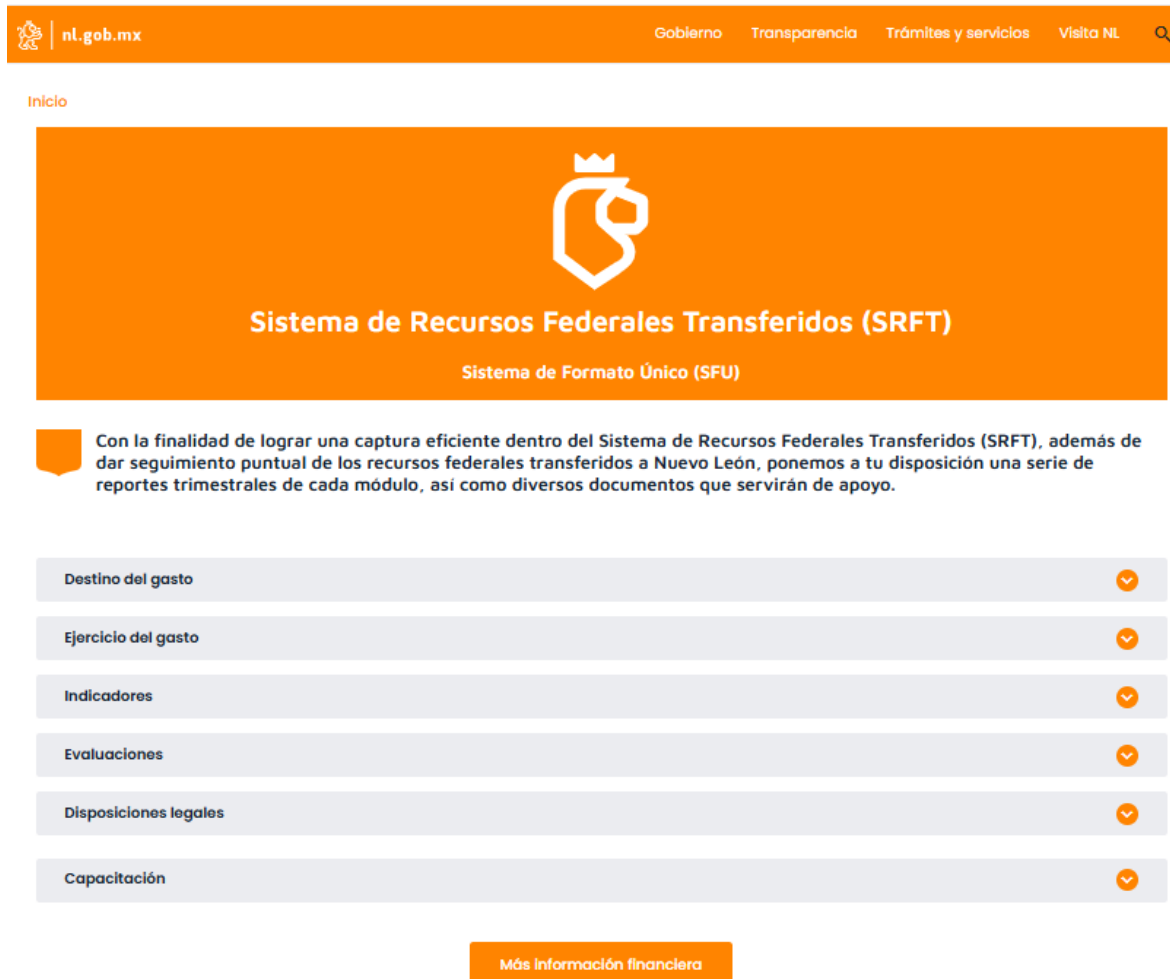 nl.gob.mx
Gobierno Transparencia Trámites y servicios Visita NL
Inicio
Sistema de Recursos Federales Transferidos (SRFT)
Sistema de Formato Único (SFU)
Con la finalidad de lograr una captura eficiente dentro del Sistema de Recursos Federales Transferidos (SRFT), además de
dar seguimiento puntual de los recursos federales transferidos a Nuevo León, ponemos a tu disposición una serie de
reportes trimestrales de cada módulo, así como diversos documentos que servirán de apoyo.
Destino del gasto
Ejercicio del gasto
Indicadores
Evaluaciones
Disposiciones legales
Capacitación
Más información financiera